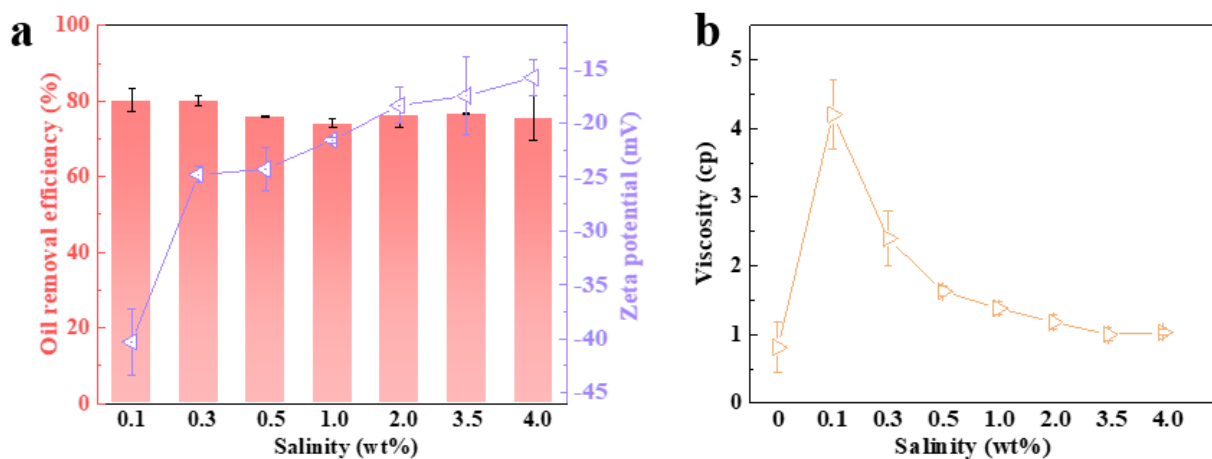 a
Oil removal efficiency (%)
100
80
60
40
20
0
0.1 0.3 0.5 1.0 2.0 3.5 4.0
Salinity (wt%)
-15
-20
-25
-30
-35
-40
-45
Zeta potential (mV)
b
Viscosity (cp)
5
4
3
2
1
0
0 0.1 0.3 0.5 1.0 2.0 3.5 4.0
Salinity (wt%)